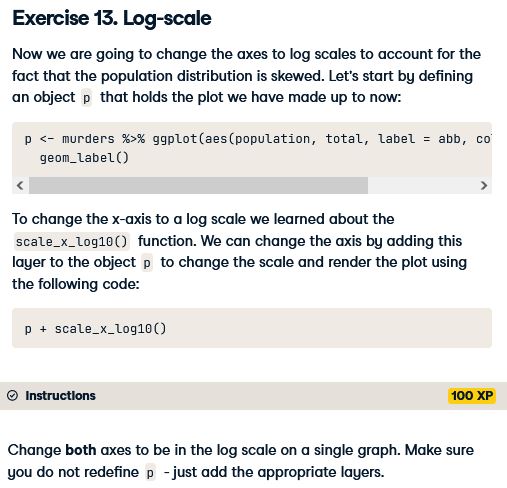 Exercise 13. Log-scale
Now we are going to change the axes to log scales to account for the
fact that the population distribution is skewed. Let's start by defining
an object p that holds the plot we have made up to now:
p <- murders %>% ggplot(aes(population, total, label = abb, co
geom_label()
To change the x-axis to a log scale we learned about the
scale_x_log10() function. We can change the axis by adding this
layer to the object p to change the scale and render the plot using
the following code:
p + scale_x_log10()
Instructions
100 XP
Change both axes to be in the log scale on a single graph. Make sure
you do not redefine p - just add the appropriate layers.